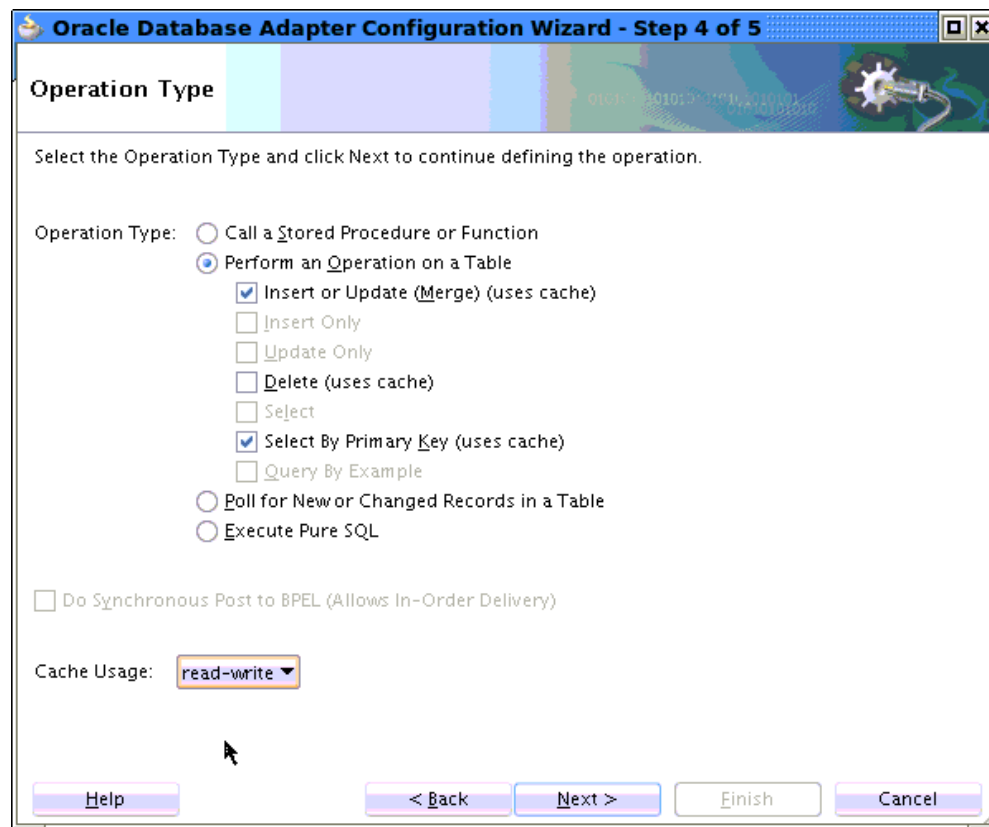 Oracle Database Adapter Configuration Wizard - Step 4 of 5
Operation Type
Select the Operation Type and click Next to continue defining the operation.
Operation Type: Call a Stored Procedure or Function
Perform an Operation on a Table
Insert or Update (Merge) (uses cache)
Insert Only
Update Only
Delete (uses cache)
Select
Select By Primary Key (uses cache)
Query By Example
Poll for New or Changed Records in a Table
Execute Pure SQL
Do Synchronous Post to BPEL (Allows In-Order Delivery)
Cache Usage: read-write
Help < Back Next > Finish Cancel